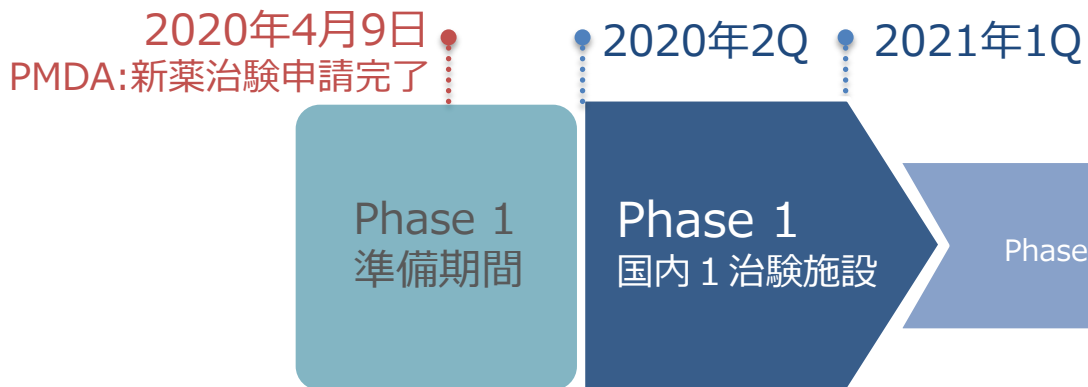 2020年4月9日
PMDA:新薬治験申請完了
2020年2Q
2021年1Q
Phase 1
準備期間
Phase 1
国内１治験施設
Phase